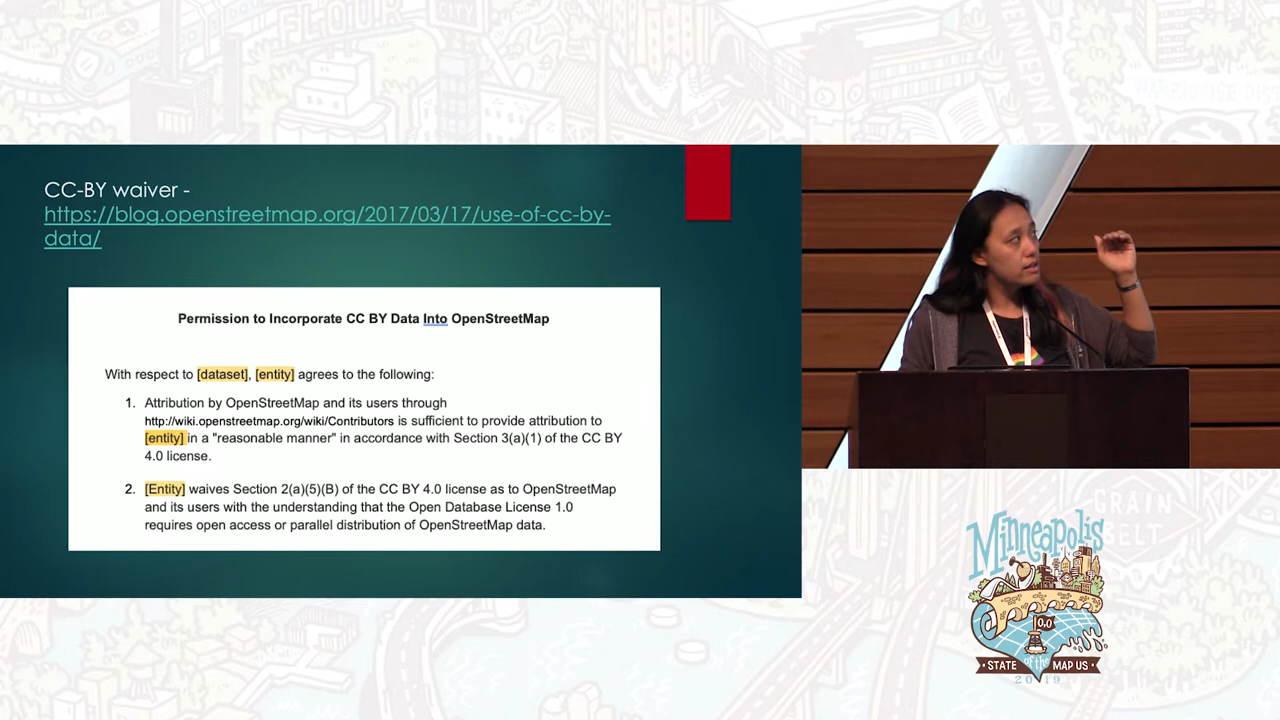 CITY
CC-BY waiver -
https://blog.openstreetmap.org/2017/03/17/use-of-cc-by-
data/
Permission to Incorporate CC BY Data Into OpenStreetMap
With respect to [dataset], [entity] agrees to the following:
1. Attribution by OpenStreetMap and its users through
http://wiki.openstreetmap.org/wiki/Contributors is sufficient to provide attribution to
[entity] in a "reasonable manner" in accordance with Section 3(a)(1) of the CC BY
4.0 license.
2. [Entity] waives Section 2(a)(5)(B) of the CC BY 4.0 license as to OpenStreetMap
and its users with the understanding that the Open Database License 1.0
requires open access or parallel distribution of OpenStreetMap data.
GRAIN
BELT
Minneapolis
0,0
STATE of the MAP US
2019